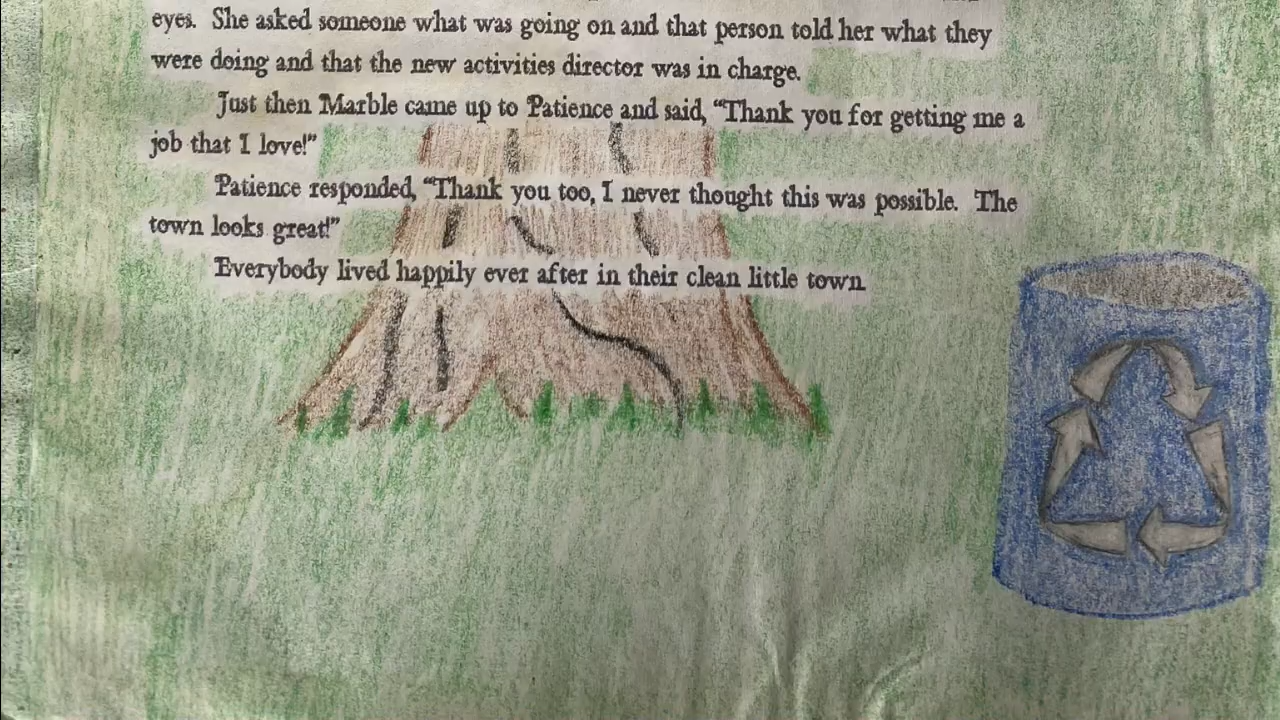 eyes. She asked someone what was going on and that person told her what they
were doing and that the new activities director was in charge.
Just then Marble came up to Patience and said, “Thank you for getting me a
job that I love!”
Patience responded, “Thank you too, I never thought this was possible. The
town looks great!”
Everybody lived happily ever after in their clean little town.